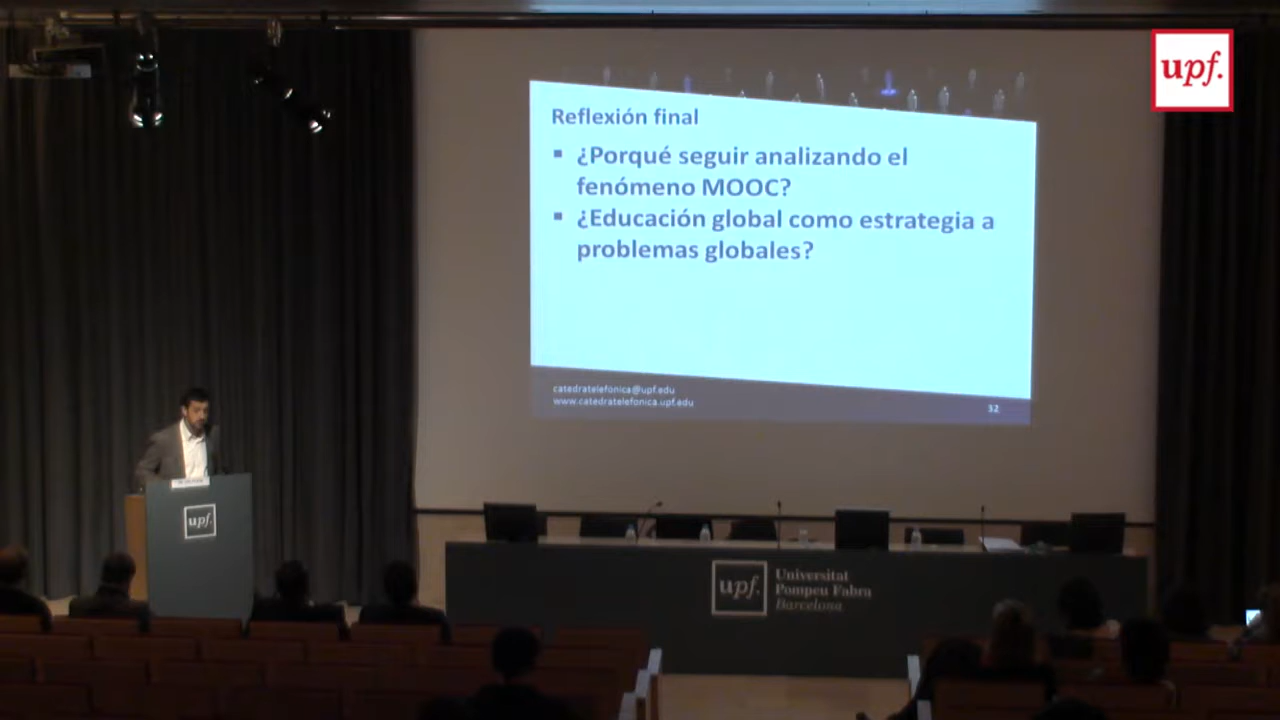 upf.
Reflexión final
▪ ¿Porqué seguir analizando el
fenómeno MOOC?
▪ ¿Educación global como estrategia a
problemas globales?
catedratelefonica@upf.edu
www.catedratelefonica.upf.edu
32
upf.
upf.
Universitat
Pompeu Fabra
Barcelona